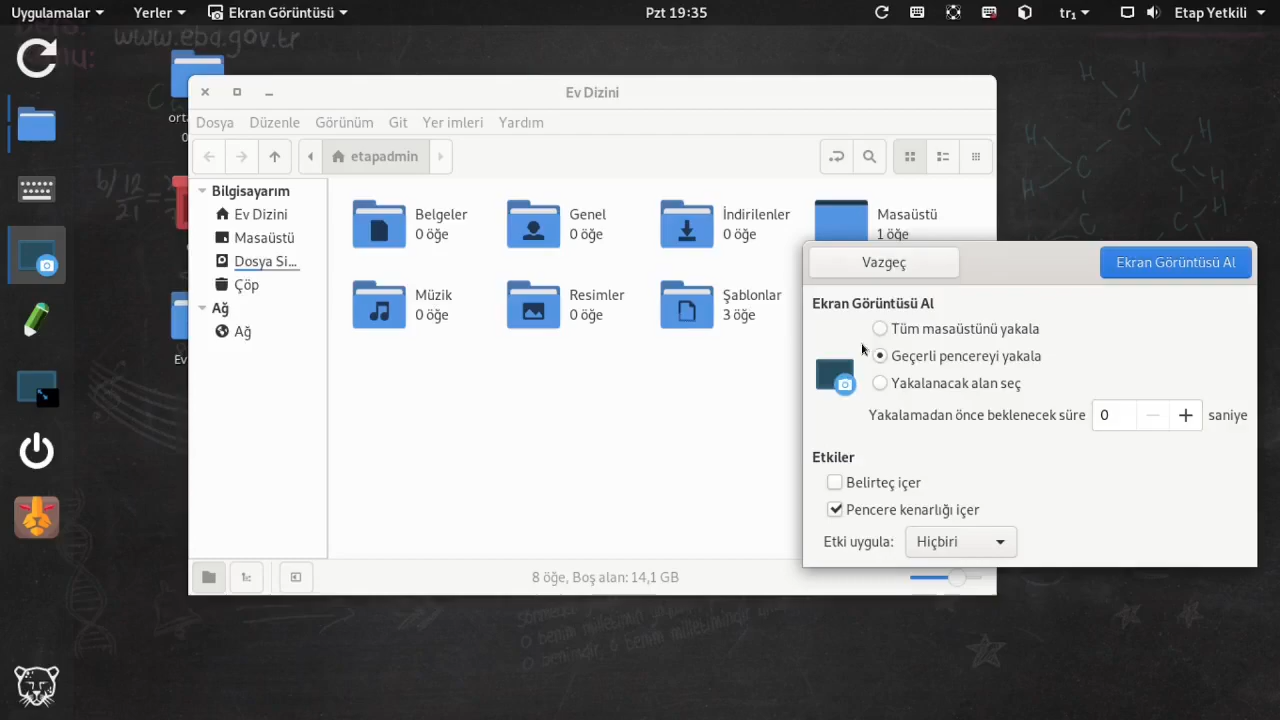 Uygulamalar
Yerler
Ekran Görüntüsü
Pzt 19:35
tr₁
Etap Yetkili
www.eba.gov.tr
Ev Dizini
Dosya
Düzenle
Görünüm
Git
Yer imleri
Yardım
etapadmin
Bilgisayarım
Ev Dizini
Masaüstü
Dosya Si...
Çöp
Ağ
Ağ
Belgeler
0 öğe
Genel
0 öğe
İndirilenler
0 öğe
Masaüstü
1 öğe
Müzik
0 öğe
Resimler
0 öğe
Şablonlar
3 öğe
8 öğe, Boş alan: 14,1 GB
Vazgeç
Ekran Görüntüsü Al
Ekran Görüntüsü Al
Tüm masaüstünü yakala
Geçerli pencereyi yakala
Yakalanacak alan seç
Yakalamadan önce beklenecek süre 0 saniye
Etkiler
Belirteç içer
Pencere kenarlığı içer
Etki uygula: Hiçbiri